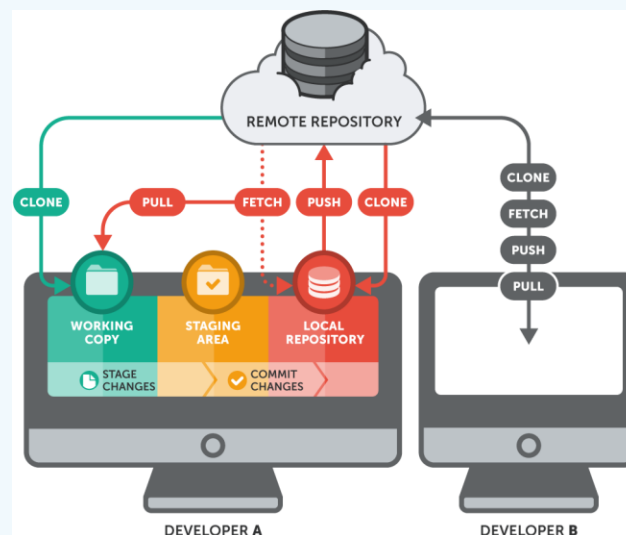 REMOTE REPOSITORY
CLONE
PULL
FETCH
PUSH
CLONE
CLONE
FETCH
PUSH
PULL
WORKING
COPY
STAGING
AREA
LOCAL
REPOSITORY
STAGE
CHANGES
COMMIT
CHANGES
DEVELOPER A
DEVELOPER B